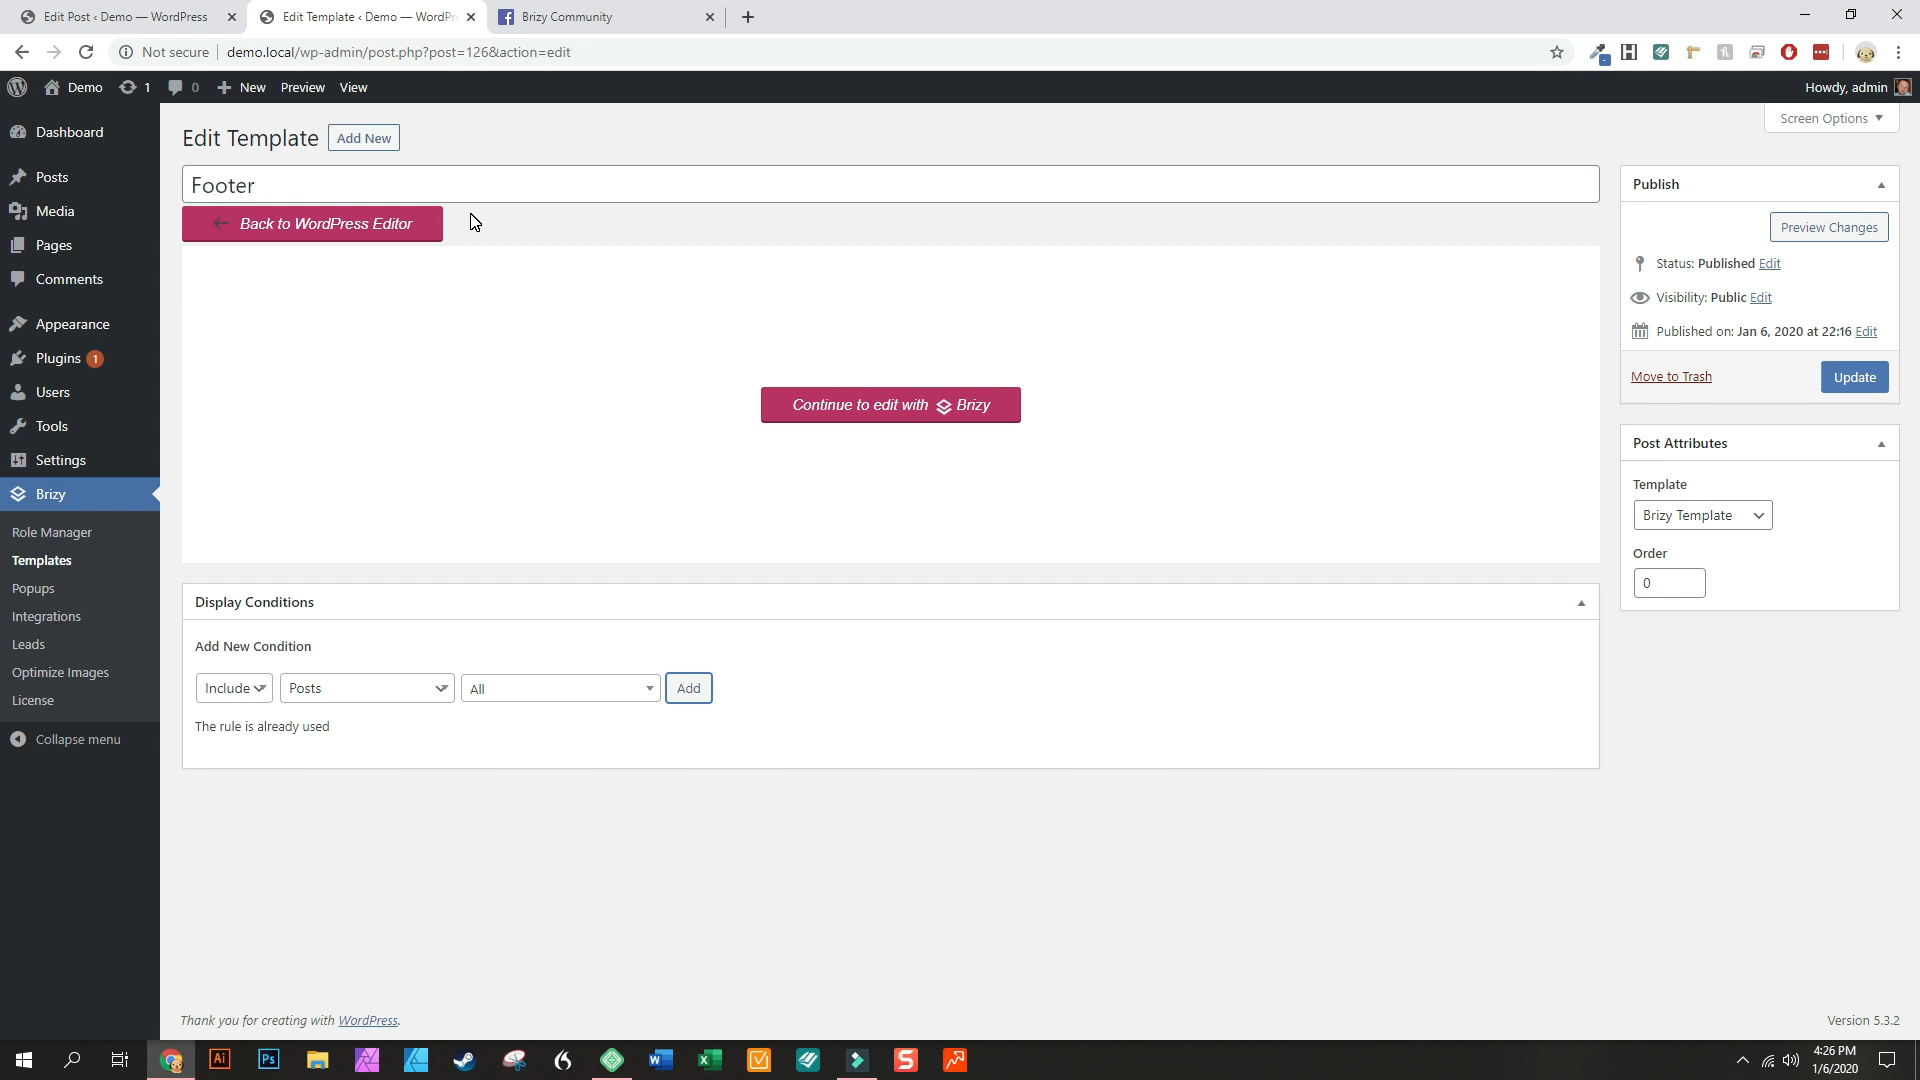 Edit Post ‹ Demo — WordPress
Edit Template ‹ Demo — WordPr
Brizy Community
Not secure
demo.local/wp-admin/post.php?post=126&action=edit
Demo
1
0
New
Preview
View
Howdy, admin
Screen Options
Dashboard
Posts
Media
Pages
Comments
Appearance
Plugins 1
Users
Tools
Settings
Brizy
Role Manager
Templates
Popups
Integrations
Leads
Optimize Images
License
Collapse menu
Edit Template
Add New
Footer
Back to WordPress Editor
Continue to edit with Brizy
Display Conditions
Add New Condition
Include
Posts
All
Add
The rule is already used
Publish
Preview Changes
Status: Published Edit
Visibility: Public Edit
Published on: Jan 6, 2020 at 22:16 Edit
Move to Trash
Update
Post Attributes
Template
Brizy Template
Order
0
Thank you for creating with WordPress.
Version 5.3.2
Ai
Ps
4:26 PM
1/6/2020